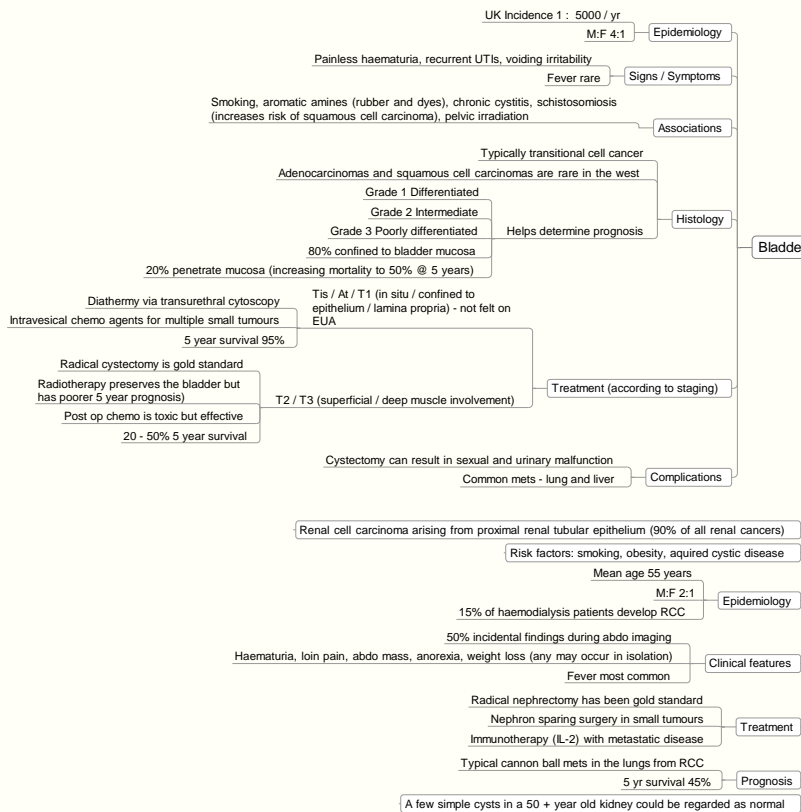 Bladde
Epidemiology
UK Incidence 1 : 5000 / yr
M:F 4:1
Signs / Symptoms
Painless haematuria, recurrent UTIs, voiding irritability
Fever rare
Associations
Smoking, aromatic amines (rubber and dyes), chronic cystitis, schistosomiosis
(increases risk of squamous cell carcinoma), pelvic irradiation
Histology
Typically transitional cell cancer
Adenocarcinomas and squamous cell carcinomas are rare in the west
Helps determine prognosis
Grade 1 Differentiated
Grade 2 Intermediate
Grade 3 Poorly differentiated
80% confined to bladder mucosa
20% penetrate mucosa (increasing mortality to 50% @ 5 years)
Treatment (according to staging)
Tis / At / T1 (in situ / confined to
epithelium / lamina propria) - not felt on
EUA
Diathermy via transurethral cytoscopy
Intravesical chemo agents for multiple small tumours
5 year survival 95%
T2 / T3 (superficial / deep muscle involvement)
Radical cystectomy is gold standard
Radiotherapy preserves the bladder but
has poorer 5 year prognosis)
Post op chemo is toxic but effective
20 - 50% 5 year survival
Complications
Cystectomy can result in sexual and urinary malfunction
Common mets - lung and liver
Renal cell carcinoma arising from proximal renal tubular epithelium (90% of all renal cancers)
Risk factors: smoking, obesity, aquired cystic disease
Epidemiology
Mean age 55 years
M:F 2:1
15% of haemodialysis patients develop RCC
Clinical features
50% incidental findings during abdo imaging
Haematuria, loin pain, abdo mass, anorexia, weight loss (any may occur in isolation)
Fever most common
Treatment
Radical nephrectomy has been gold standard
Nephron sparing surgery in small tumours
Immunotherapy (IL-2) with metastatic disease
Prognosis
Typical cannon ball mets in the lungs from RCC
5 yr survival 45%
A few simple cysts in a 50 + year old kidney could be regarded as normal